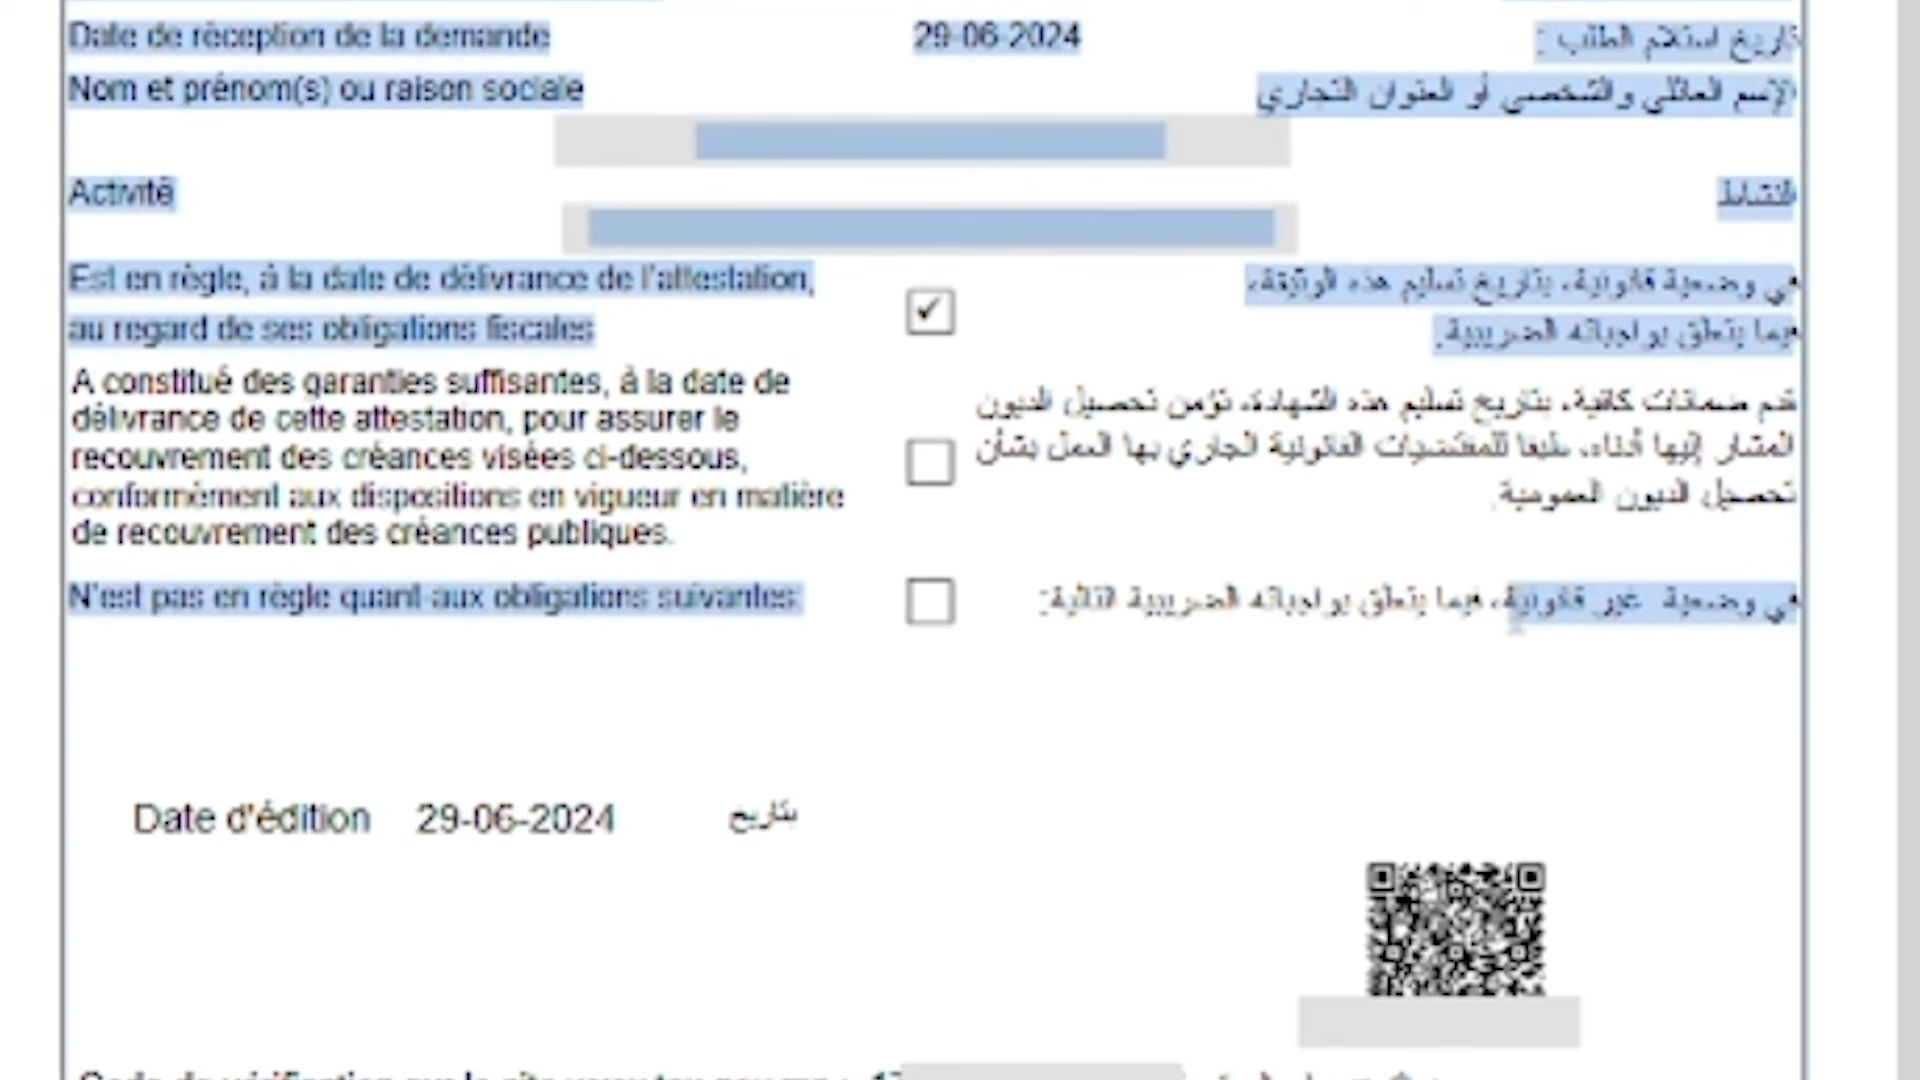 Date de réception de la demande 29-06-2024 تاريخ استلام الطلب :
Nom et prénom(s) ou raison sociale الإسم العائلي والشخصي أو العنوان التجاري
Activité النشاط
Est en règle, à la date de délivrance de l'attestation, في وضعية قانونية، بتاريخ تسليم هذه الوثيقة،
au regard de ses obligations fiscales فيما يتعلق بواجباته الضريبية.
A constitué des garanties suffisantes, à la date de
délivrance de cette attestation, pour assurer le
recouvrement des créances visées ci-dessous,
conformément aux dispositions en vigueur en matière
de recouvrement des créances publiques.
قدم ضمانات كافية، بتاريخ تسليم هذه الشهادة، تؤمن تحصيل الديون
المشار إليها أدناه، طبقا للمقتضيات القانونية الجاري بها العمل بشأن
تحصيل الديون العمومية.
N'est pas en règle quant aux obligations suivantes: في وضعية غير قانونية، فيما يتعلق بواجباته الضريبية التالية:
Date d'édition 29-06-2024 بتاريخ
Code de vérification sur le site